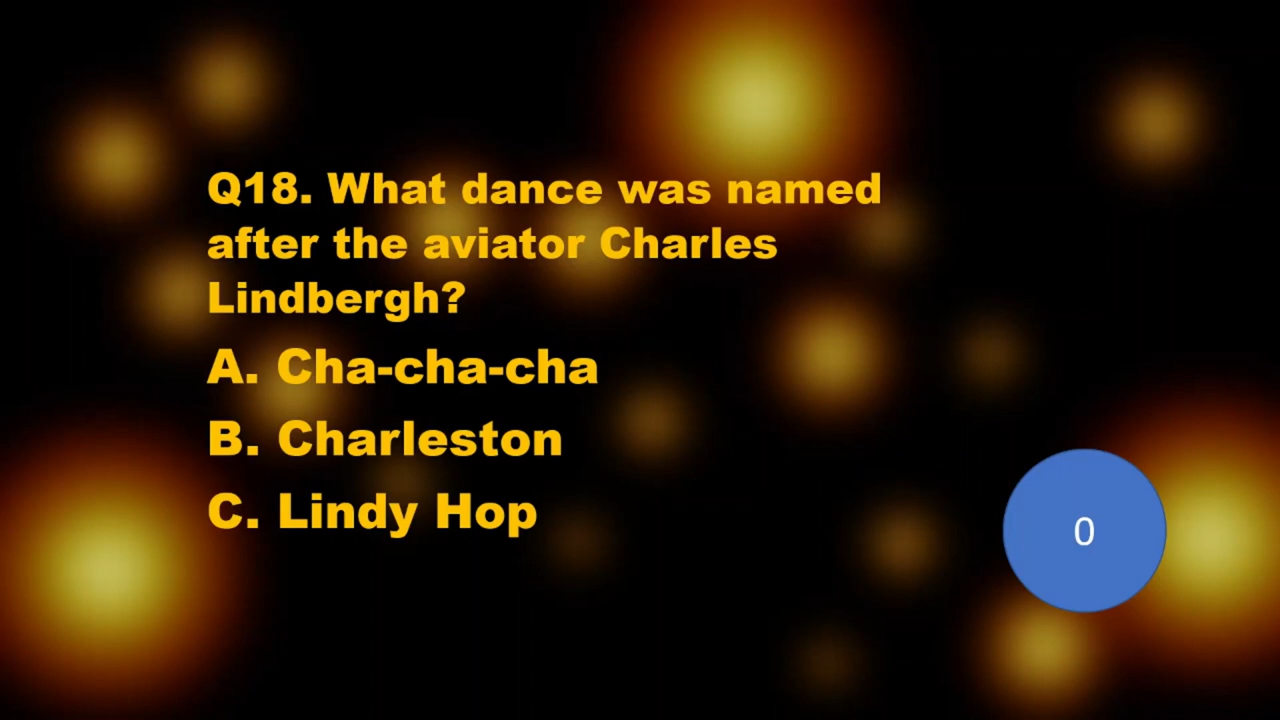 Q18. What dance was named
after the aviator Charles
Lindbergh?
A. Cha-cha-cha
B. Charleston
C. Lindy Hop
0